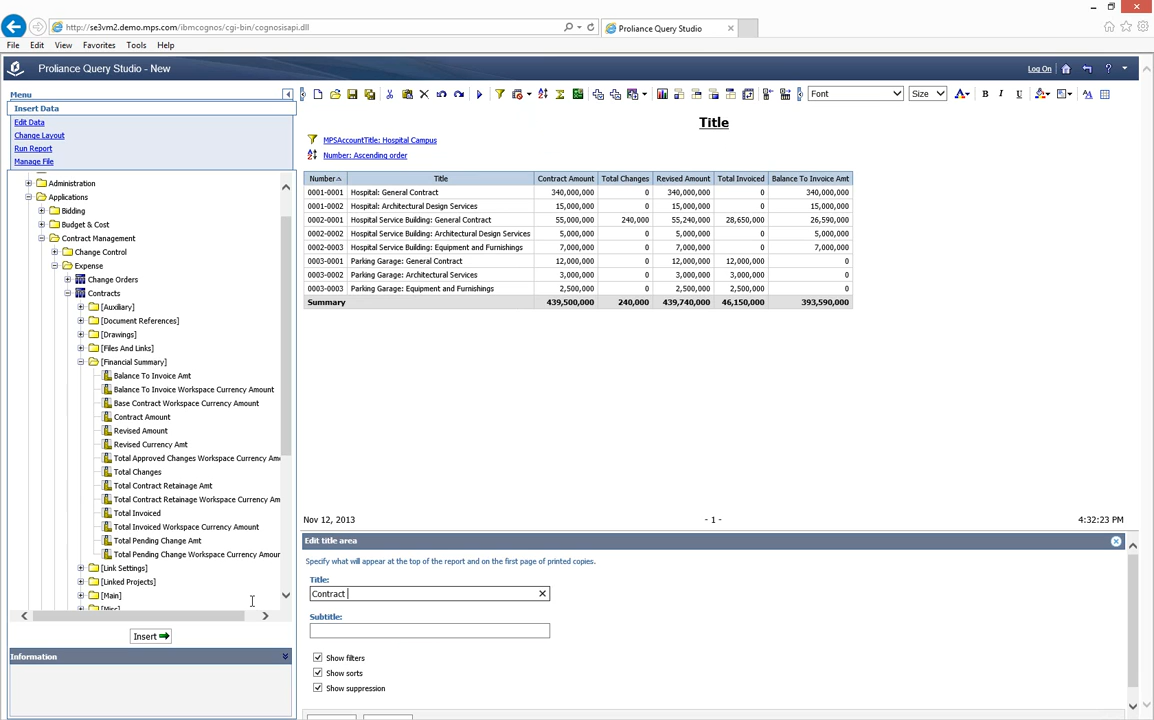 http://se3vm2.demo.mps.com/ibmcognos/cgi-bin/cognosisapi.dll
Proliance Query Studio
File Edit View Favorites Tools Help
Proliance Query Studio - New
Log On
Menu
Insert Data
Edit Data
Change Layout
Run Report
Manage File
Font
Size
Administration
Applications
Bidding
Budget & Cost
Contract Management
Change Control
Expense
Change Orders
Contracts
[Auxiliary]
[Document References]
[Drawings]
[Files And Links]
[Financial Summary]
Balance To Invoice Amt
Balance To Invoice Workspace Currency Amount
Base Contract Workspace Currency Amount
Contract Amount
Revised Amount
Revised Currency Amt
Total Approved Changes Workspace Currency Am
Total Changes
Total Contract Retainage Amt
Total Contract Retainage Workspace Currency Am
Total Invoiced
Total Invoiced Workspace Currency Amount
Total Pending Change Amt
Total Pending Change Workspace Currency Amour
[Link Settings]
[Linked Projects]
[Main]
[Misc]
Insert
Information
Title
MPSAccountTitle: Hospital Campus
Number: Ascending order
Number Title Contract Amount Total Changes Revised Amount Total Invoiced Balance To Invoice Amt
0001-0001 Hospital: General Contract 340,000,000 0 340,000,000 0 340,000,000
0001-0002 Hospital: Architectural Design Services 15,000,000 0 15,000,000 0 15,000,000
0002-0001 Hospital Service Building: General Contract 55,000,000 240,000 55,240,000 28,650,000 26,590,000
0002-0002 Hospital Service Building: Architectural Design Services 5,000,000 0 5,000,000 0 5,000,000
0002-0003 Hospital Service Building: Equipment and Furnishings 7,000,000 0 7,000,000 0 7,000,000
0003-0001 Parking Garage: General Contract 12,000,000 0 12,000,000 12,000,000 0
0003-0002 Parking Garage: Architectural Services 3,000,000 0 3,000,000 3,000,000 0
0003-0003 Parking Garage: Equipment and Furnishings 2,500,000 0 2,500,000 2,500,000 0
Summary 439,500,000 240,000 439,740,000 46,150,000 393,590,000
Nov 12, 2013 - 1 - 4:32:23 PM
Edit title area
Specify what will appear at the top of the report and on the first page of printed copies.
Title:
Contract
Subtitle:
Show filters
Show sorts
Show suppression